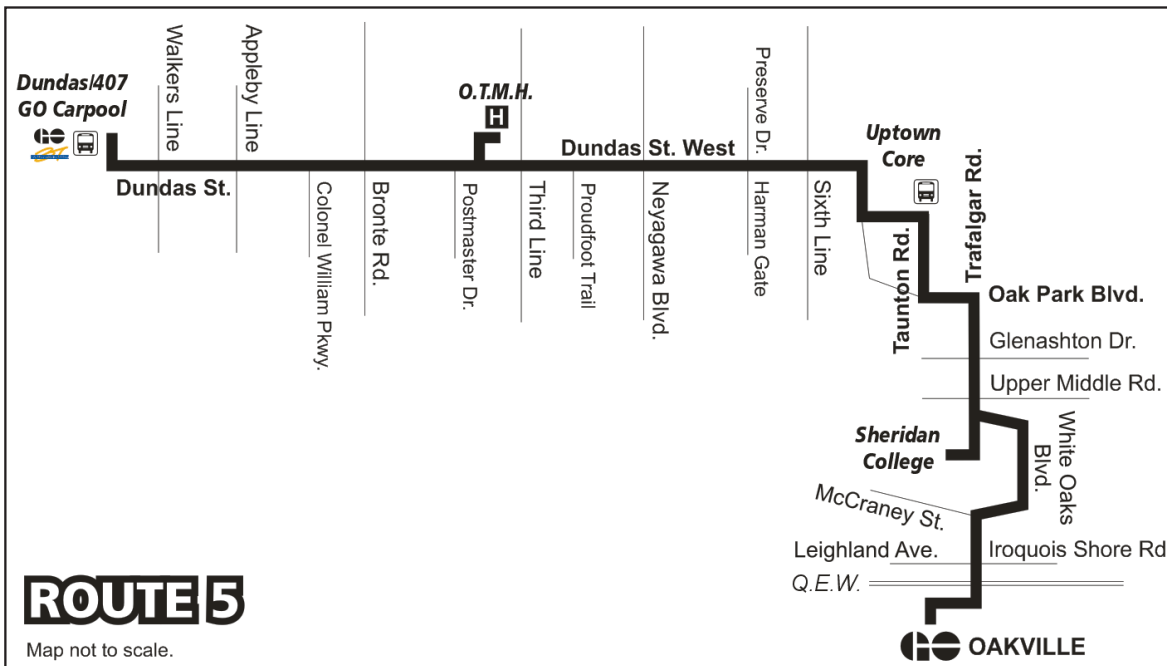 Dundas/407
GO Carpool
GO
Walkers Line
Appleby Line
O.T.M.H.
H
Preserve Dr.
Uptown
Core
Dundas St. West
Dundas St.
Trafalgar Rd.
Colonel William Pkwy.
Bronte Rd.
Postmaster Dr.
Third Line
Proudfoot Trail
Neyagawa Blvd.
Harman Gate
Sixth Line
Taunton Rd.
Oak Park Blvd.
Glenashton Dr.
Upper Middle Rd.
Sheridan
College
White Oaks
Blvd.
McCraney St.
Leighland Ave.
Iroquois Shore Rd
Q.E.W.
ROUTE 5
Map not to scale.
GO OAKVILLE